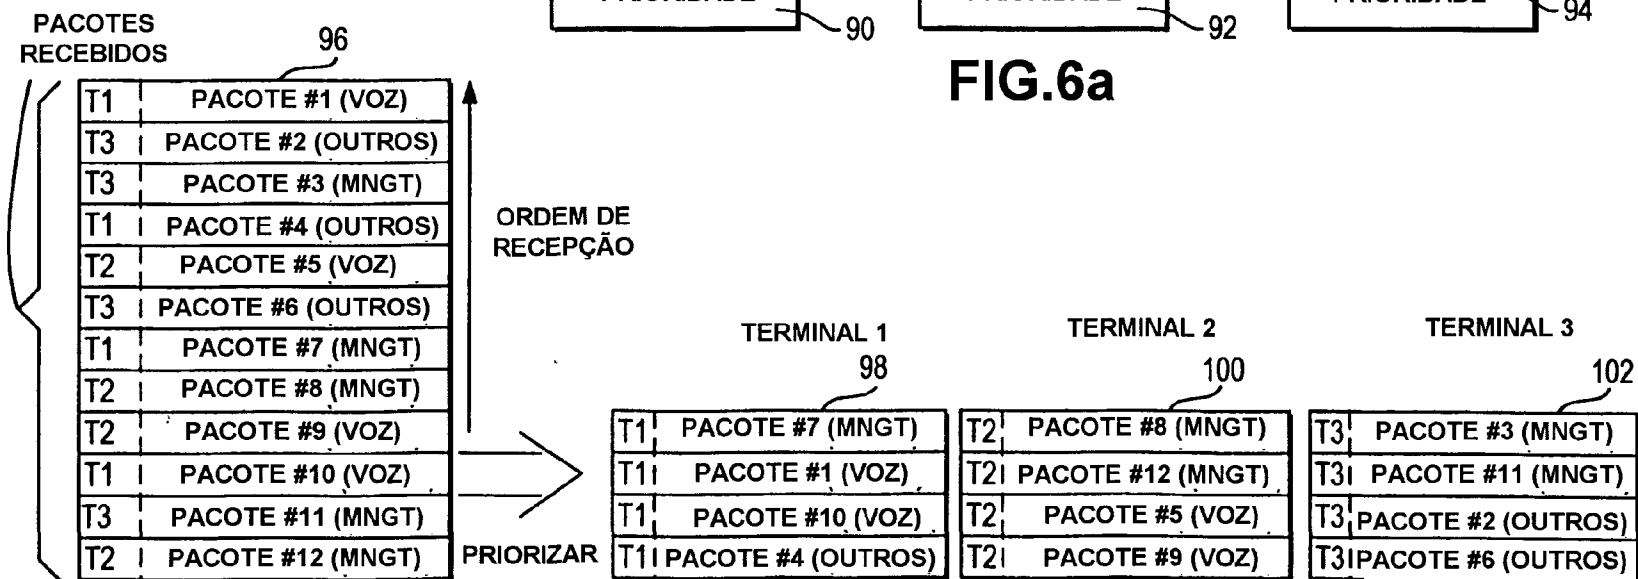 90
92
94
FIG.6a
PACOTES
RECEBIDOS
96
T1 PACOTE #1 (VOZ)
T3 PACOTE #2 (OUTROS)
T3 PACOTE #3 (MNGT)
T1 PACOTE #4 (OUTROS)
T2 PACOTE #5 (VOZ)
T3 PACOTE #6 (OUTROS)
T1 PACOTE #7 (MNGT)
T2 PACOTE #8 (MNGT)
T2 PACOTE #9 (VOZ)
T1 PACOTE #10 (VOZ)
T3 PACOTE #11 (MNGT)
T2 PACOTE #12 (MNGT)
ORDEM DE
RECEPÇÃO
PRIORIZAR
TERMINAL 1
98
T1 PACOTE #7 (MNGT)
T1 PACOTE #1 (VOZ)
T1 PACOTE #10 (VOZ)
T1 PACOTE #4 (OUTROS)
TERMINAL 2
100
T2 PACOTE #8 (MNGT)
T2 PACOTE #12 (MNGT)
T2 PACOTE #5 (VOZ)
T2 PACOTE #9 (VOZ)
TERMINAL 3
102
T3 PACOTE #3 (MNGT)
T3 PACOTE #11 (MNGT)
T3 PACOTE #2 (OUTROS)
T3 PACOTE #6 (OUTROS)